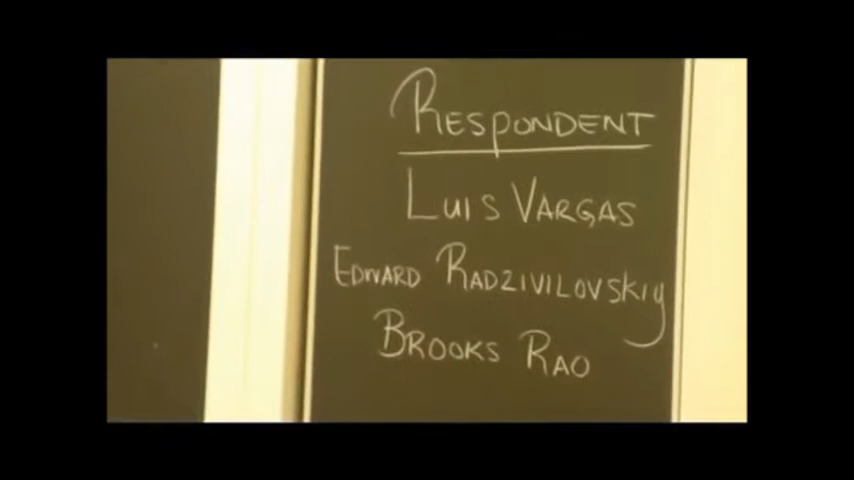 RESPONDENT
LUIS VARGAS
EDWARD RADZIVILOVSKIY
BROOKS RAO